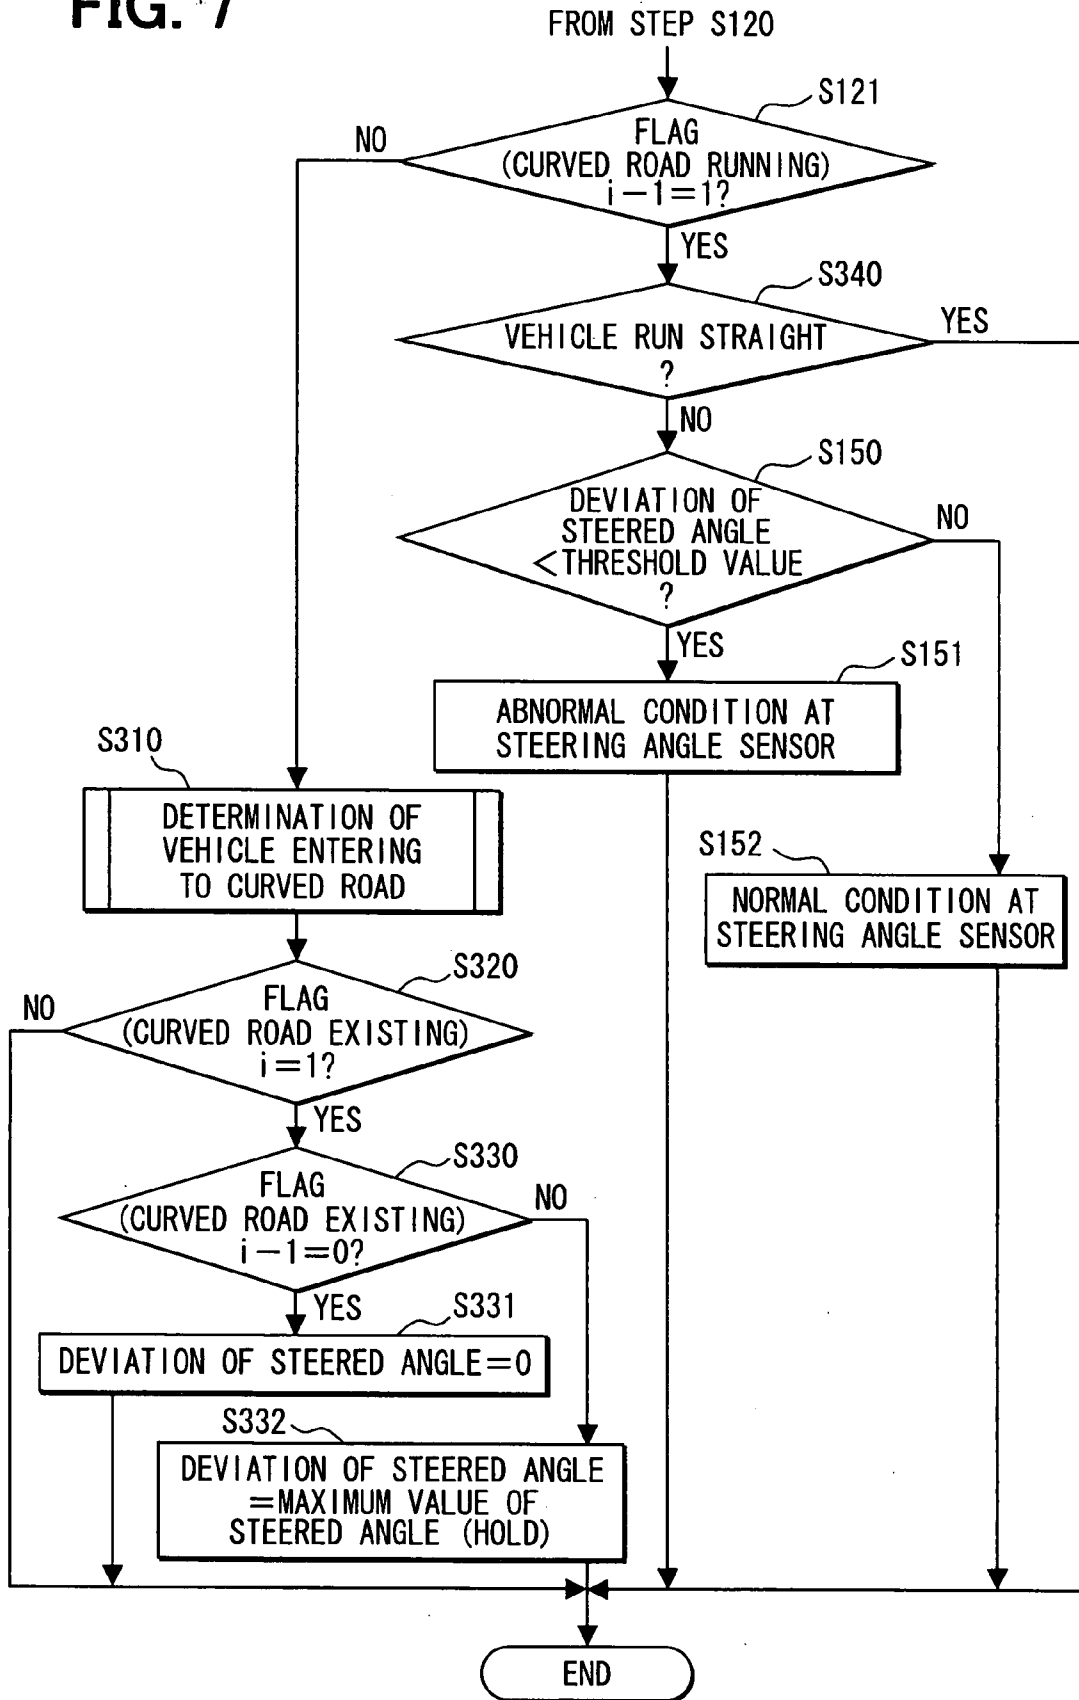 FIG. 7
FROM STEP S120
S121
FLAG
(CURVED ROAD RUNNING)
i-1=1?
NO
YES
S340
VEHICLE RUN STRAIGHT
?
YES
NO
S150
DEVIATION OF
STEERED ANGLE
<THRESHOLD VALUE
?
NO
YES
S151
ABNORMAL CONDITION AT
STEERING ANGLE SENSOR
S310
DETERMINATION OF
VEHICLE ENTERING
TO CURVED ROAD
S152
NORMAL CONDITION AT
STEERING ANGLE SENSOR
S320
FLAG
(CURVED ROAD EXISTING)
i=1?
NO
YES
S330
FLAG
(CURVED ROAD EXISTING)
i-1=0?
NO
YES
S331
DEVIATION OF STEERED ANGLE=0
S332
DEVIATION OF STEERED ANGLE
=MAXIMUM VALUE OF
STEERED ANGLE (HOLD)
END